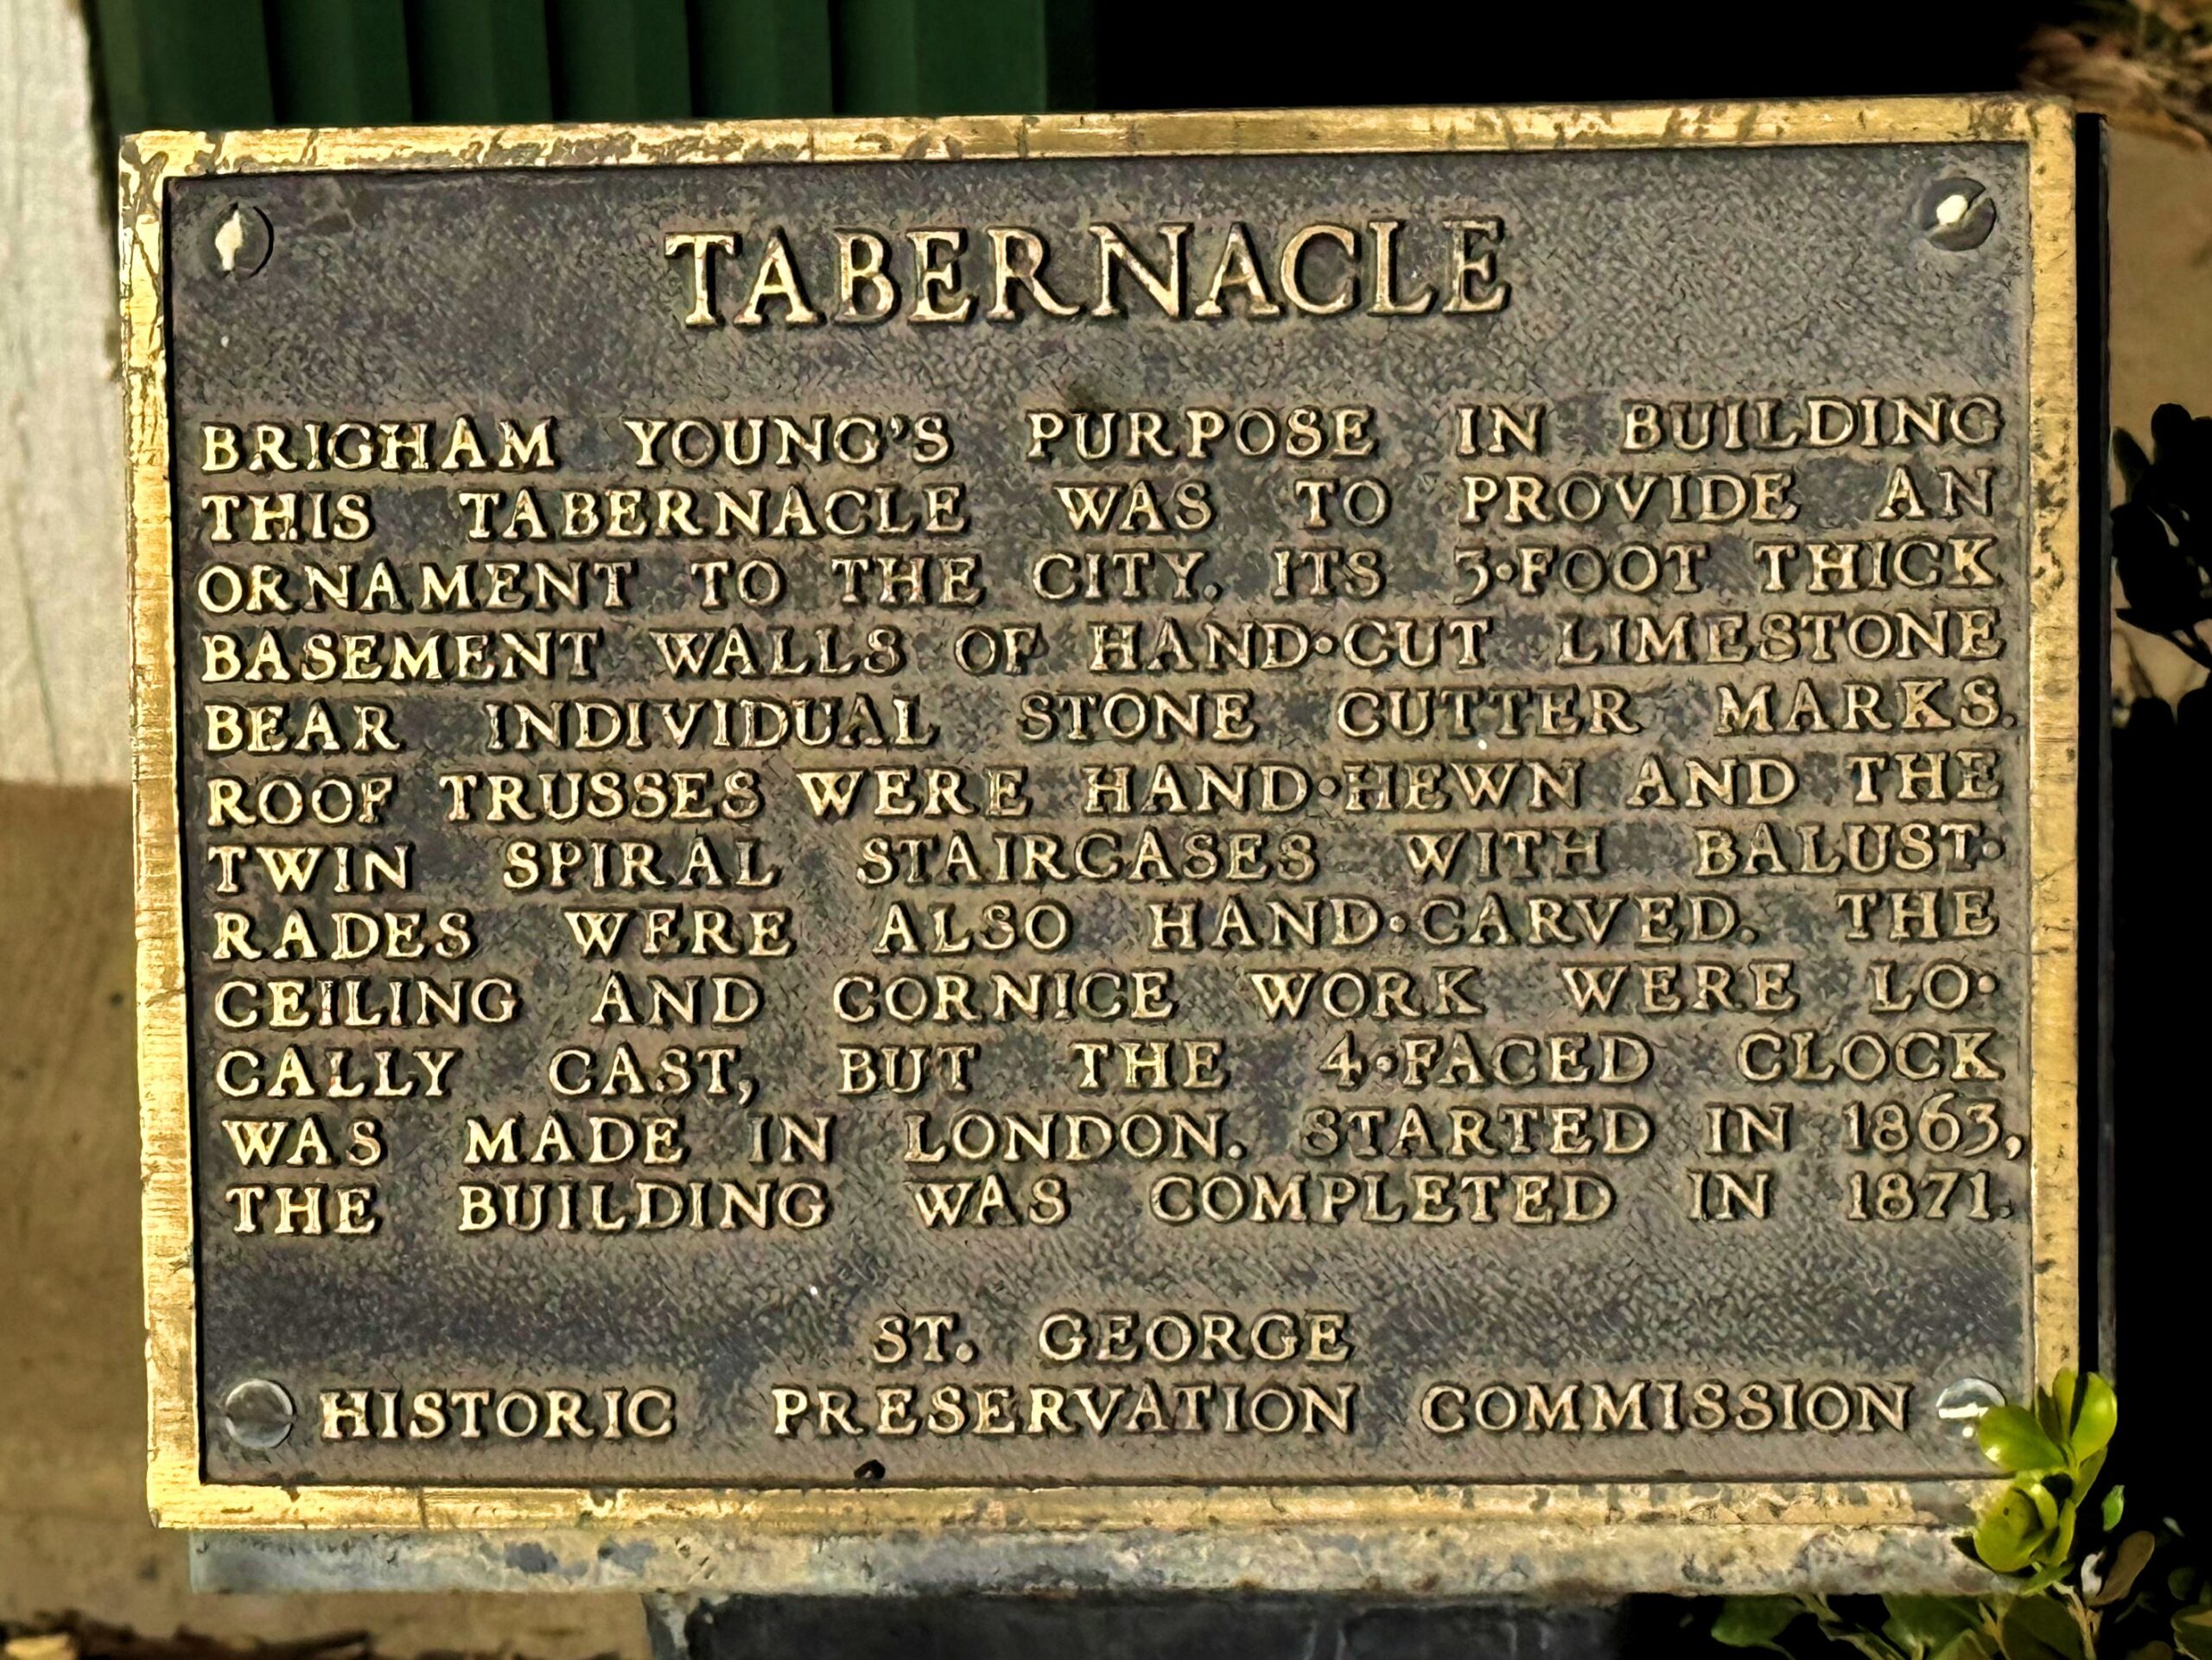 TABERNACLE
BRIGHAM YOUNG'S PURPOSE IN BUILDING
THIS TABERNACLE WAS TO PROVIDE AN
ORNAMENT TO THE CITY. ITS 3·FOOT THICK
BASEMENT WALLS OF HAND·CUT LIMESTONE
BEAR INDIVIDUAL STONE CUTTER MARKS.
ROOF TRUSSES WERE HAND·HEWN AND THE
TWIN SPIRAL STAIRCASES WITH BALUST·
RADES WERE ALSO HAND·CARVED. THE
CEILING AND CORNICE WORK WERE LO·
CALLY CAST, BUT THE 4·FACED CLOCK
WAS MADE IN LONDON. STARTED IN 1863,
THE BUILDING WAS COMPLETED IN 1871.
ST. GEORGE
HISTORIC PRESERVATION COMMISSION